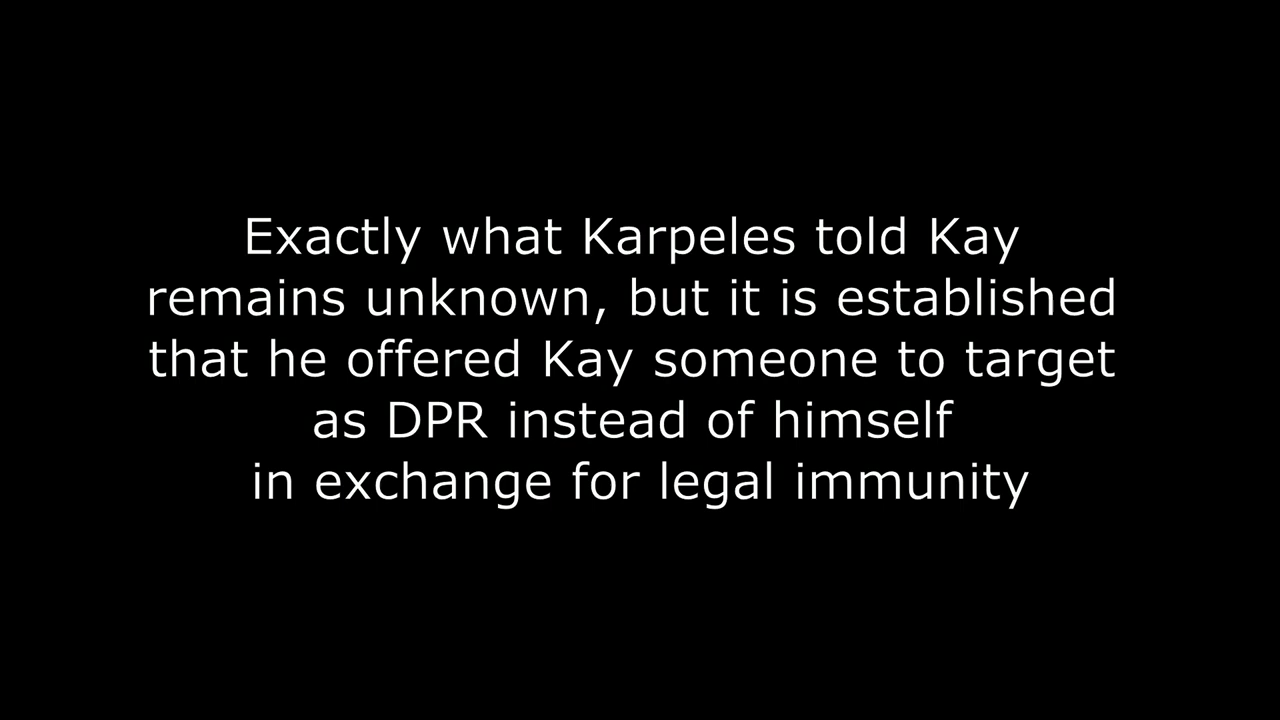 Exactly what Karpeles told Kay
remains unknown, but it is established
that he offered Kay someone to target
as DPR instead of himself
in exchange for legal immunity